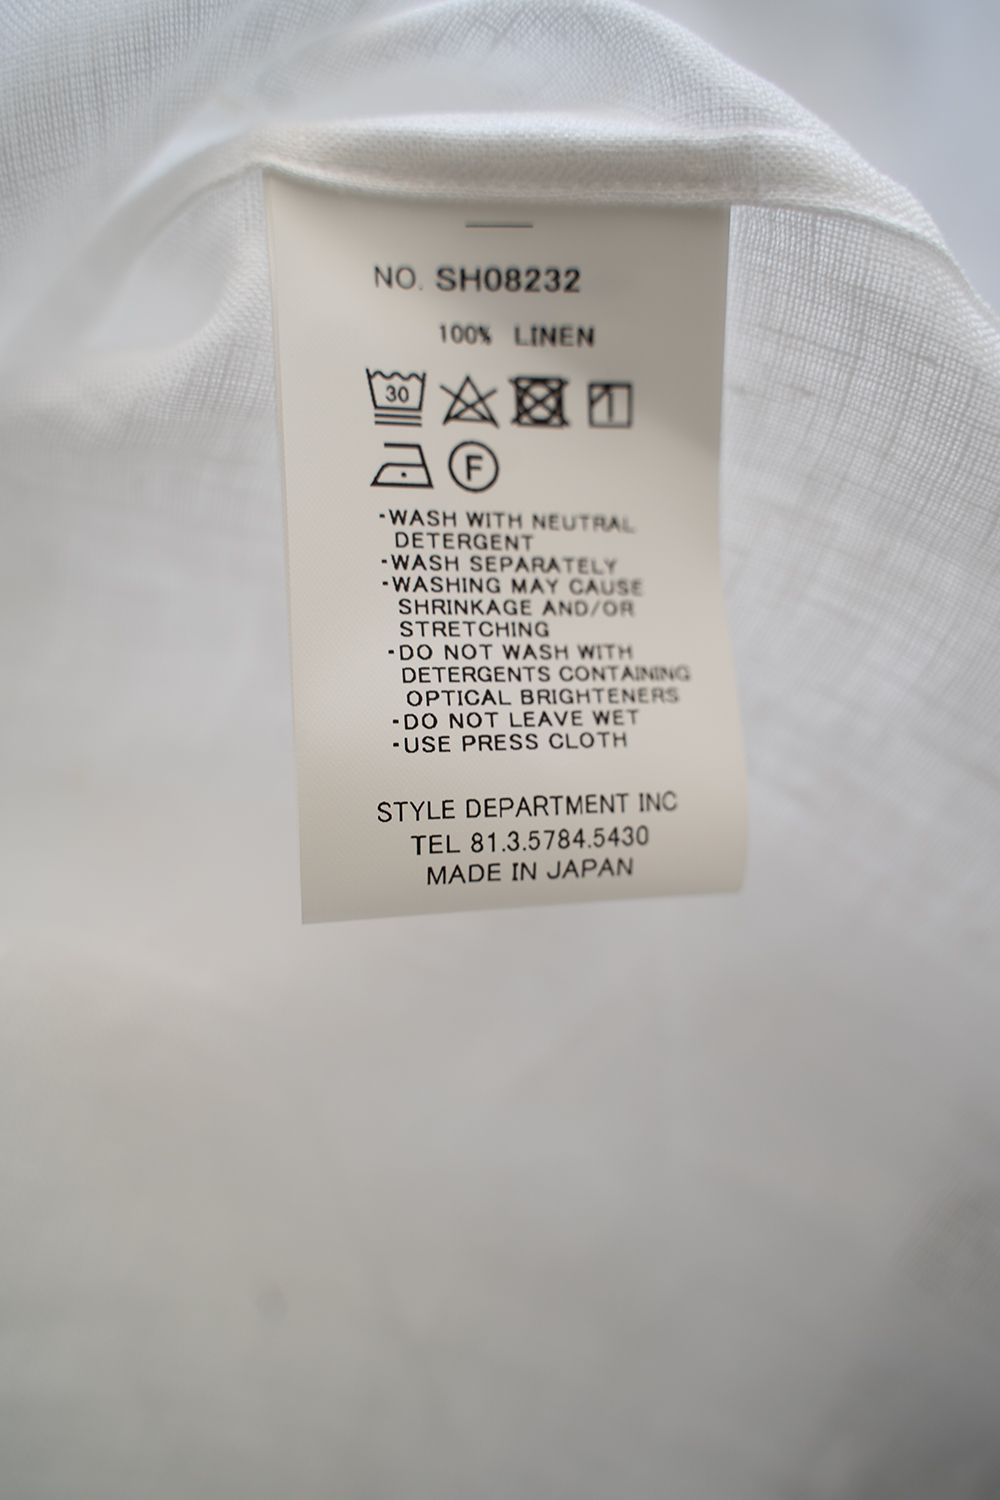 NO. SH08232
100% LINEN
30
F
-WASH WITH NEUTRAL
DETERGENT
-WASH SEPARATELY
-WASHING MAY CAUSE
SHRINKAGE AND/OR
STRETCHING
-DO NOT WASH WITH
DETERGENTS CONTAINING
OPTICAL BRIGHTENERS
-DO NOT LEAVE WET
-USE PRESS CLOTH
STYLE DEPARTMENT INC
TEL 81.3.5784.5430
MADE IN JAPAN